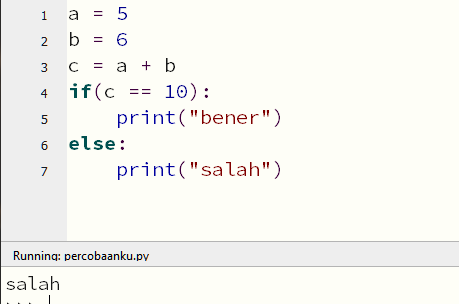 1 a = 5
2 b = 6
3 c = a + b
4 if(c == 10):
5     print("bener")
6 else:
7     print("salah")
Running: percobaanku.py
salah